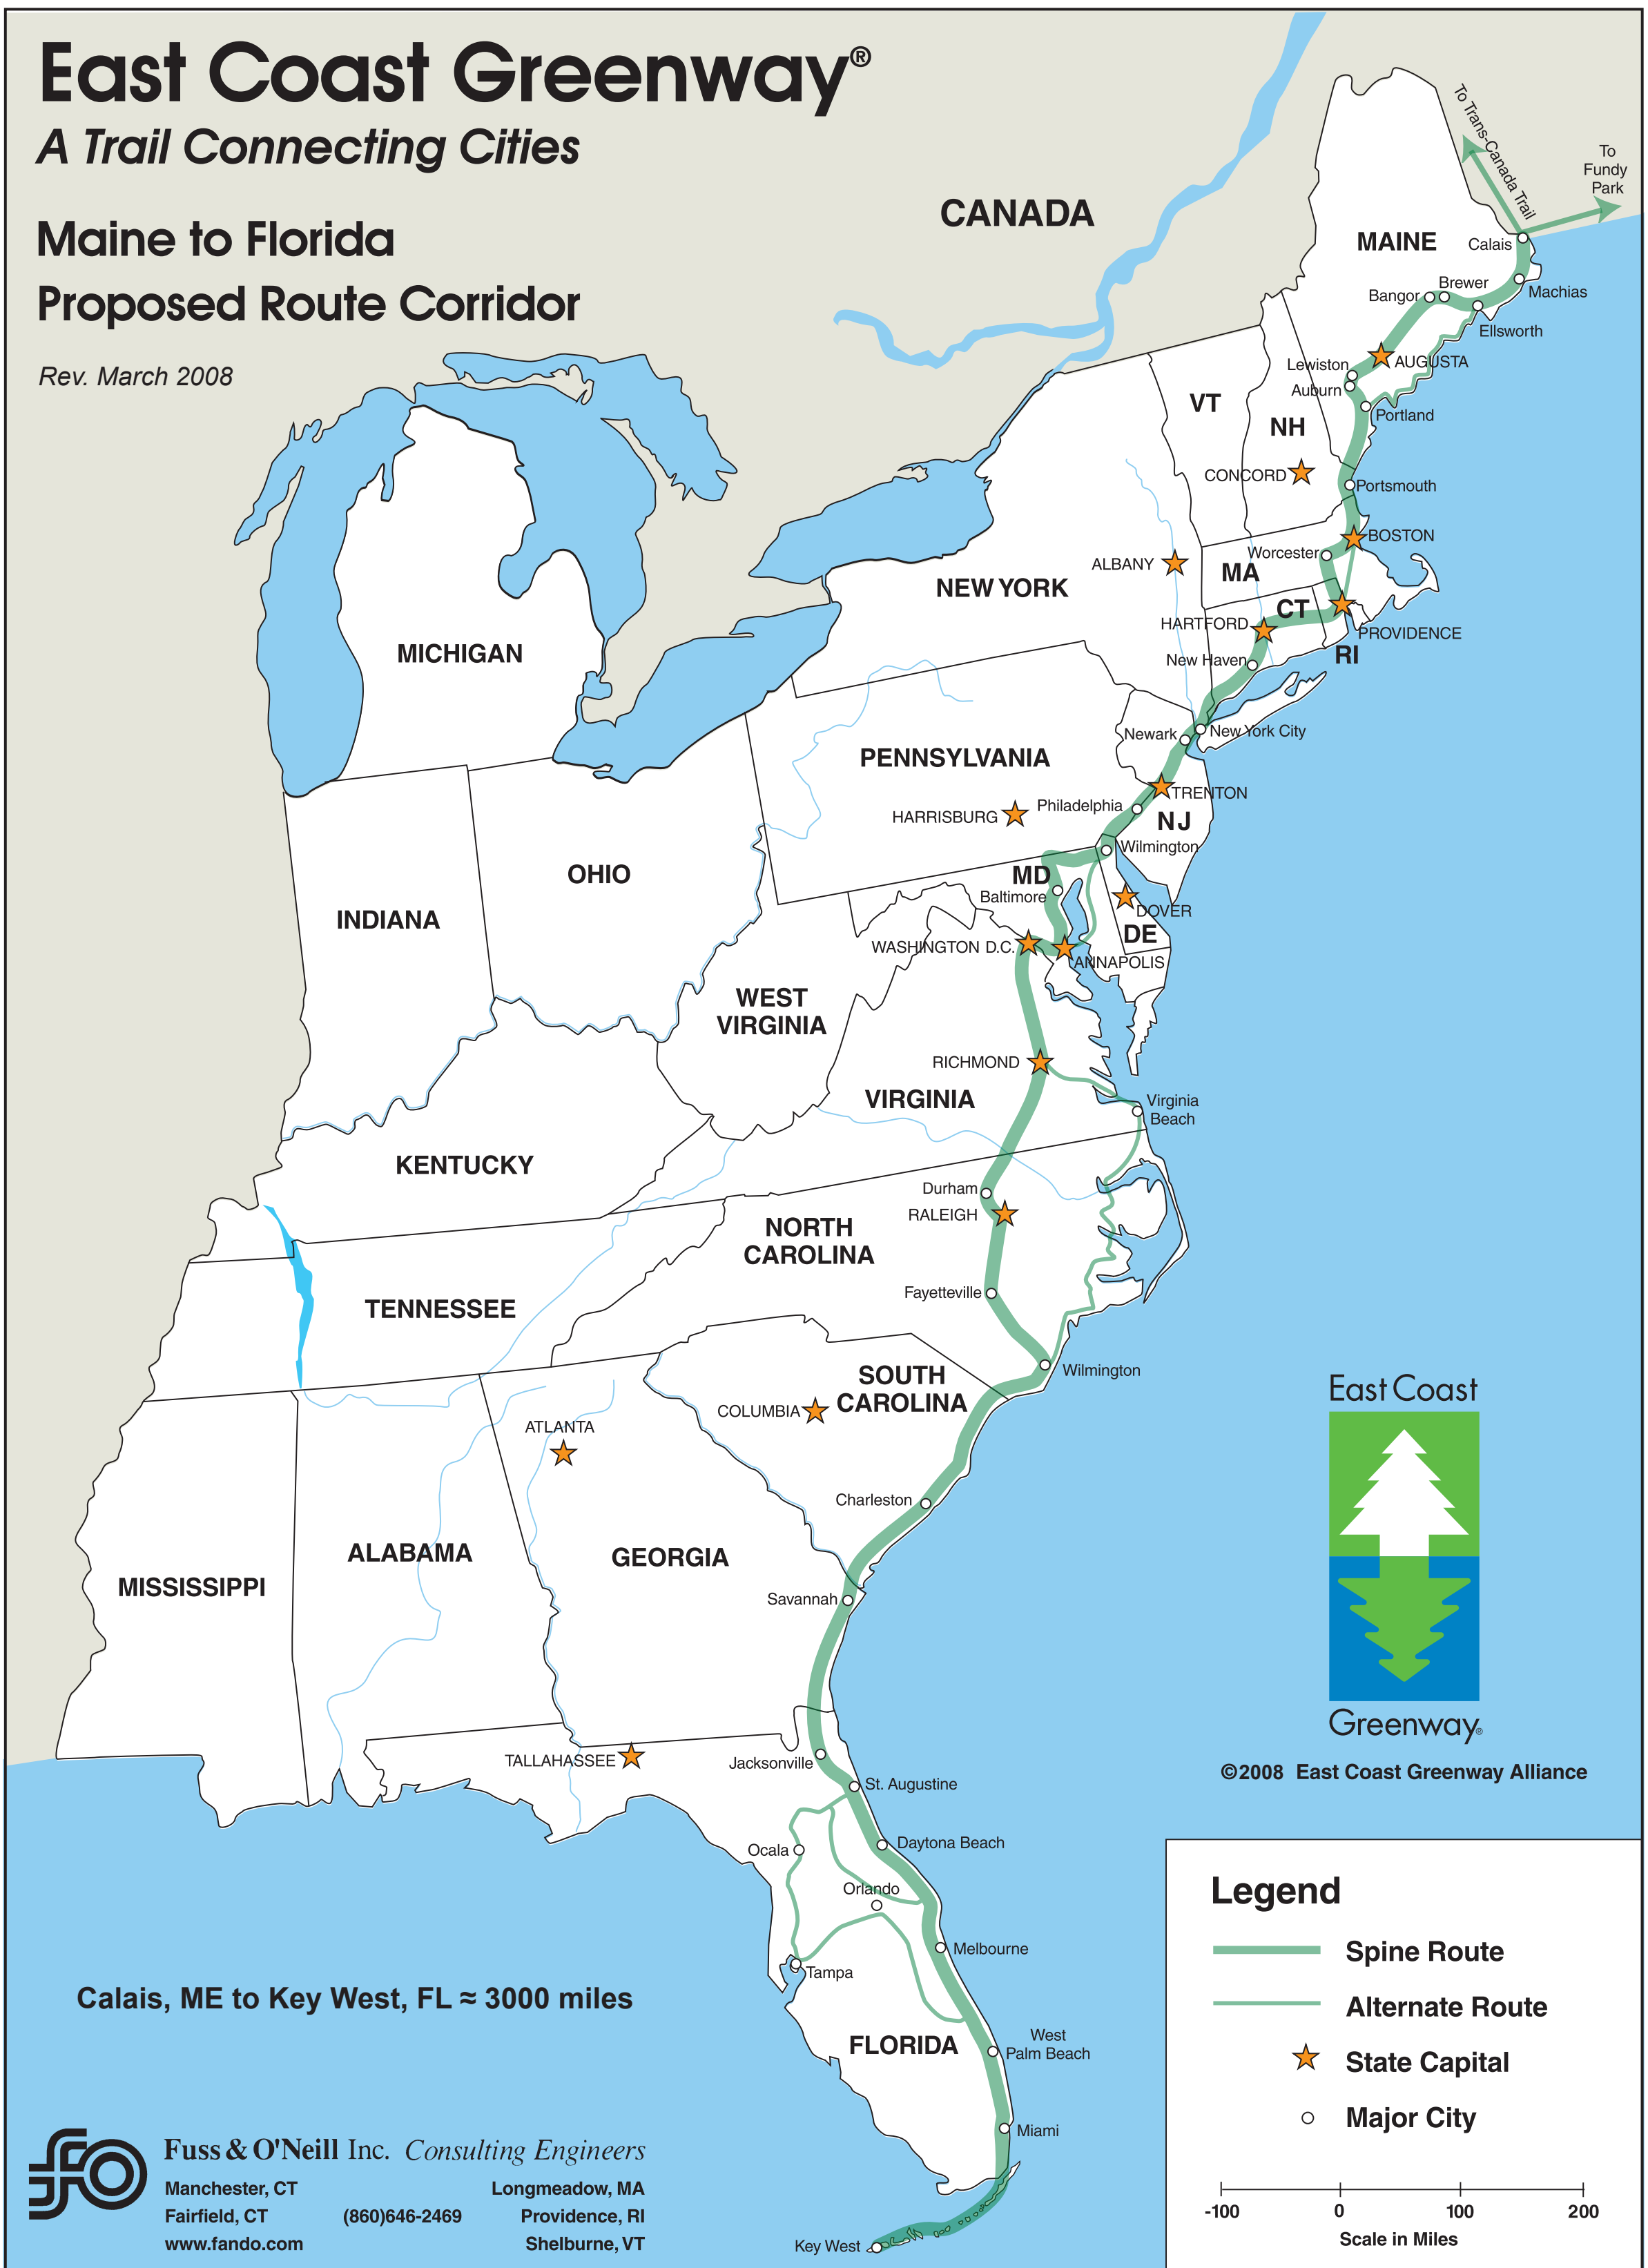 East Coast Greenway®
A Trail Connecting Cities
Maine to Florida
Proposed Route Corridor
Rev. March 2008
CANADA
To Trans-Canada Trail
To
Fundy
Park
MAINE
Calais
Machias
Brewer
Bangor
Ellsworth
AUGUSTA
Lewiston
Auburn
Portland
VT
NH
CONCORD
Portsmouth
BOSTON
Worcester
MA
ALBANY
NEW YORK
CT
HARTFORD
PROVIDENCE
RI
New Haven
MICHIGAN
New York City
Newark
PENNSYLVANIA
TRENTON
Philadelphia
HARRISBURG
NJ
Wilmington
OHIO
MD
Baltimore
DOVER
INDIANA
DE
WASHINGTON D.C.
ANNAPOLIS
WEST
VIRGINIA
RICHMOND
VIRGINIA
Virginia
Beach
KENTUCKY
Durham
RALEIGH
NORTH
CAROLINA
Fayetteville
TENNESSEE
Wilmington
SOUTH
CAROLINA
COLUMBIA
ATLANTA
Charleston
ALABAMA
GEORGIA
MISSISSIPPI
Savannah
East Coast
Greenway®
©2008 East Coast Greenway Alliance
TALLAHASSEE
Jacksonville
St. Augustine
Daytona Beach
Ocala
Orlando
Melbourne
Tampa
Calais, ME to Key West, FL ≈ 3000 miles
FLORIDA
West
Palm Beach
Miami
Key West
Legend
Spine Route
Alternate Route
State Capital
Major City
-100 0 100 200
Scale in Miles
fo
Fuss & O'Neill Inc. Consulting Engineers
Manchester, CT Longmeadow, MA
Fairfield, CT (860)646-2469 Providence, RI
www.fando.com Shelburne, VT